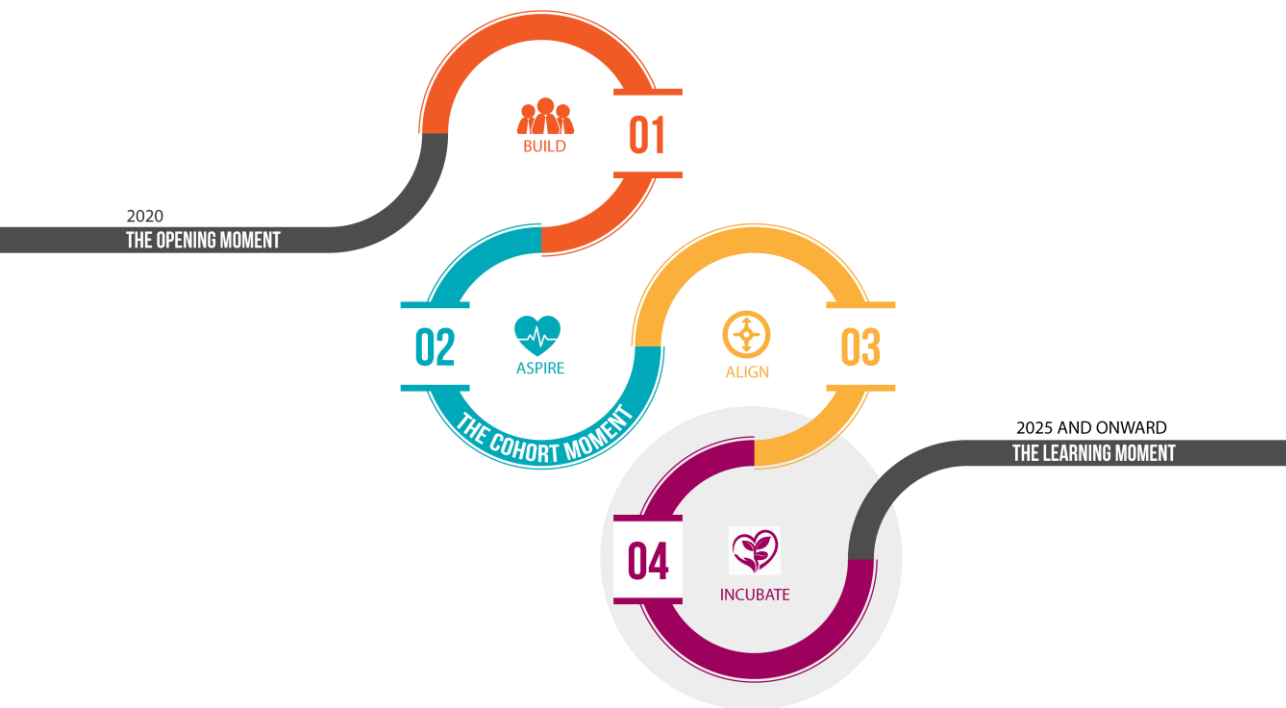 2020
THE OPENING MOMENT
BUILD
01
02
ASPIRE
THE COHORT MOMENT
ALIGN
03
04
INCUBATE
2025 AND ONWARD
THE LEARNING MOMENT